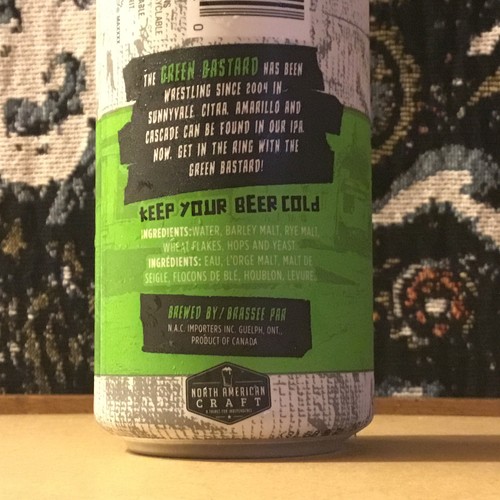 0
THE GREEN BASTARD HAS BEEN
WRESTLING SINCE 2004 IN
SUNNYVALE. CITRA, AMARILLO AND
CASCADE CAN BE FOUND IN OUR IPA.
NOW, GET IN THE RING WITH THE
GREEN BASTARD!
KEEP YOUR BEER COLD
INGREDIENTS: WATER, BARLEY MALT, RYE MALT,
WHEAT FLAKES, HOPS AND YEAST.
INGRÉDIENTS: EAU, L'ORGE MALT, MALT DE
SEIGLE, FLOCONS DE BLÉ, HOUBLON, LEVURE.
BREWED BY / BRASSÉE PAR
N.A.C. IMPORTERS INC. GUELPH, ONT.,
PRODUCT OF CANADA
NORTH AMERICAN
CRAFT